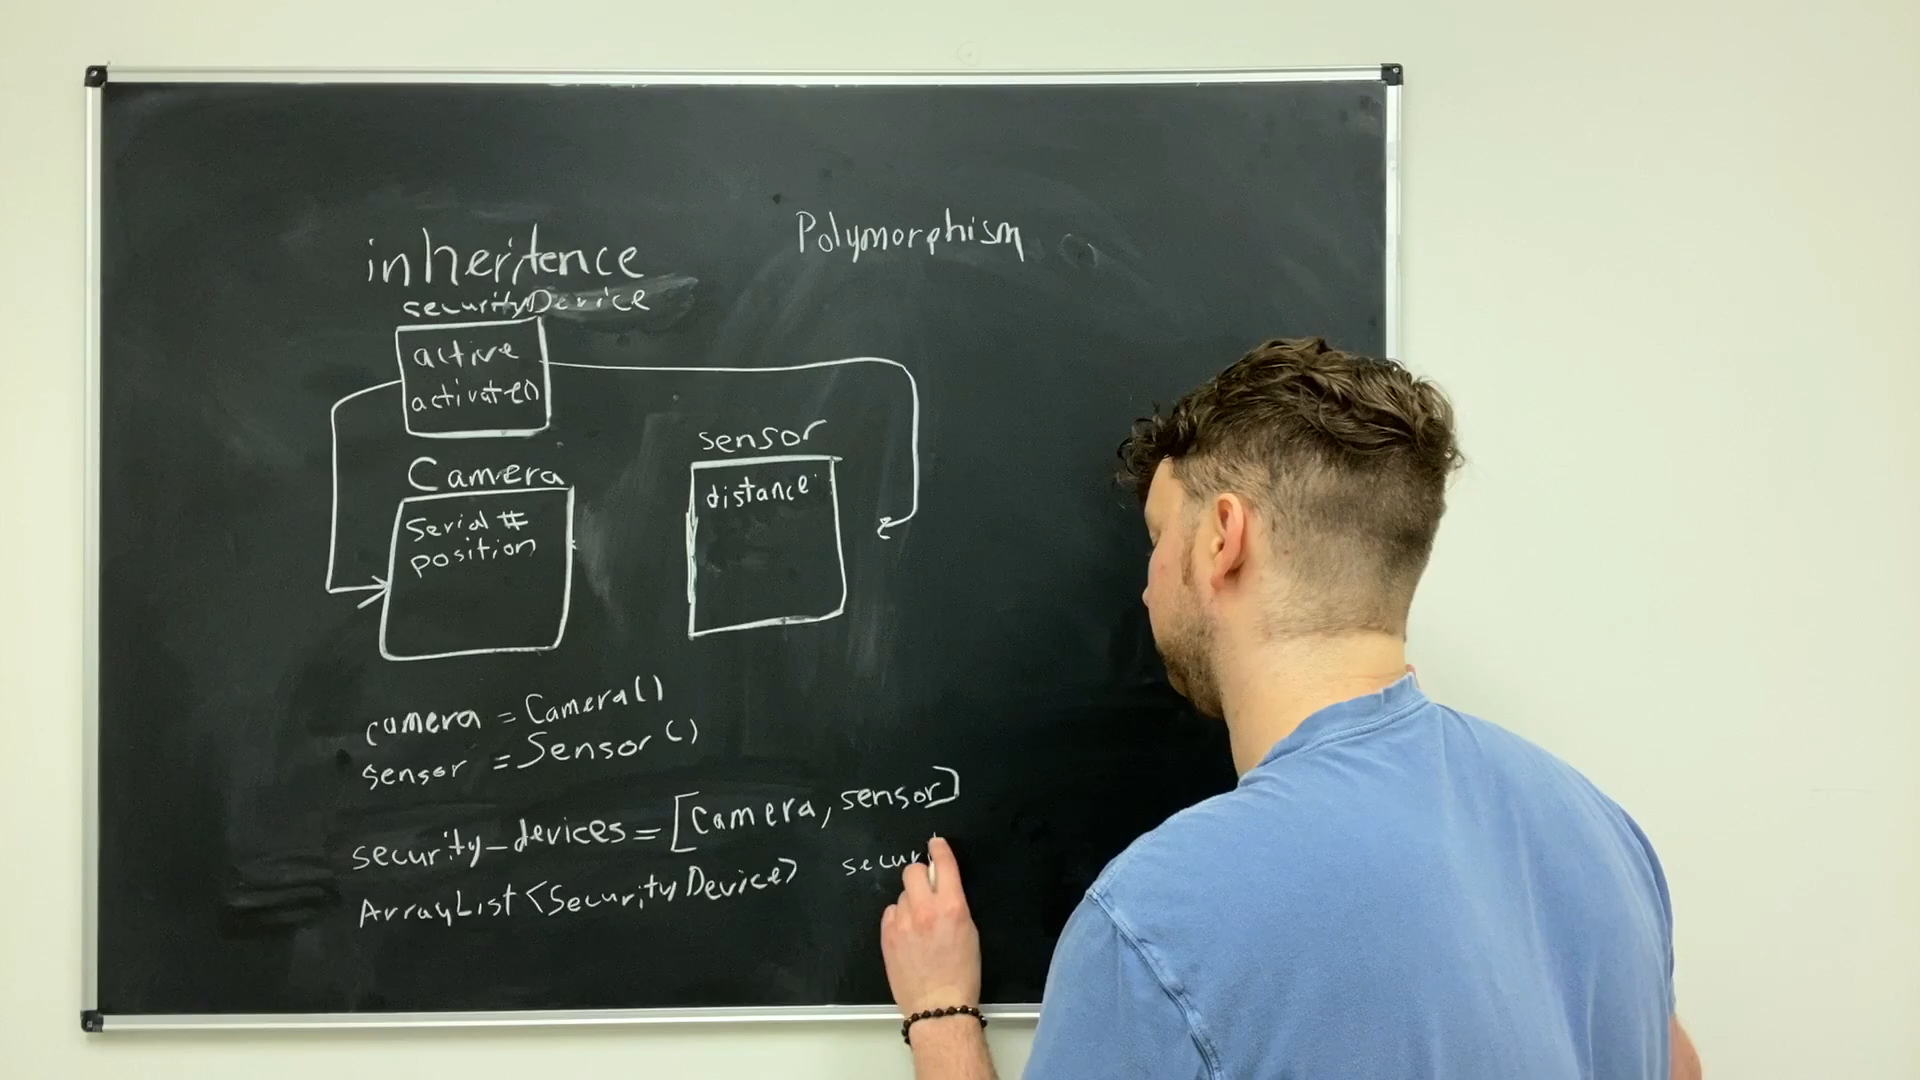 inheritence
Polymorphism
securityDevice
active
activate()
Camera
Serial #
position
sensor
distance
camera = Camera()
sensor = Sensor()
security_devices = [Camera, sensor]
ArrayList <SecurityDevice> secur